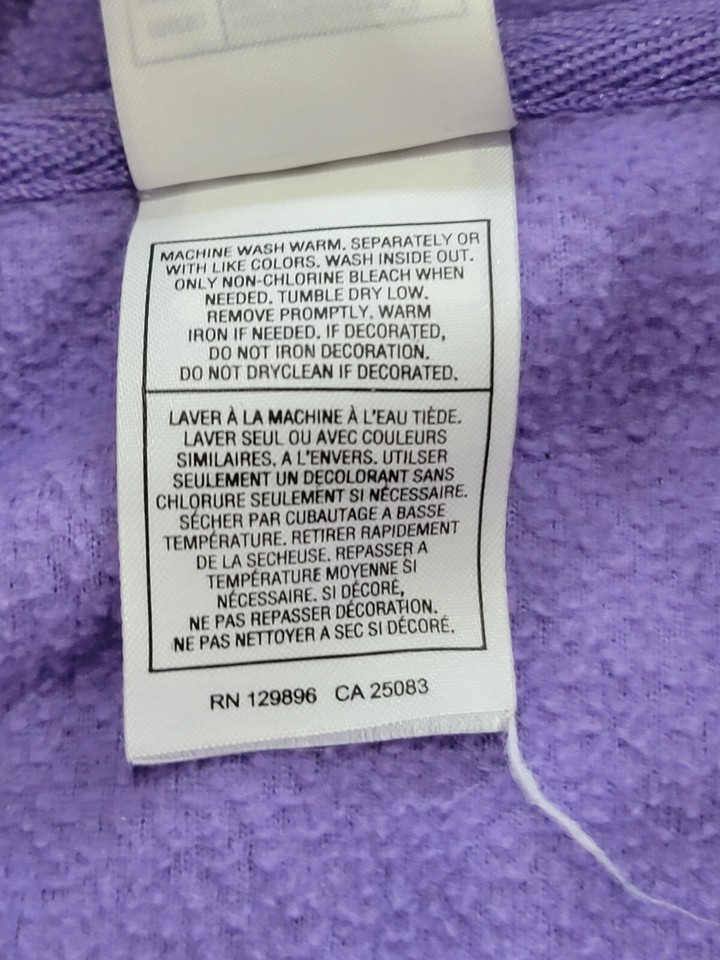 MACHINE WASH WARM. SEPARATELY OR
WITH LIKE COLORS. WASH INSIDE OUT.
ONLY NON-CHLORINE BLEACH WHEN
NEEDED. TUMBLE DRY LOW.
REMOVE PROMPTLY. WARM
IRON IF NEEDED. IF DECORATED,
DO NOT IRON DECORATION.
DO NOT DRYCLEAN IF DECORATED.
LAVER À LA MACHINE À L'EAU TIÈDE.
LAVER SEUL OU AVEC COULEURS
SIMILAIRES. A L'ENVERS. UTILSER
SEULEMENT UN DECOLORANT SANS
CHLORURE SEULEMENT SI NÉCESSAIRE.
SÉCHER PAR CUBAUTAGE A BASSE
TEMPÉRATURE. RETIRER RAPIDEMENT
DE LA SECHEUSE. REPASSER A
TEMPÉRATURE MOYENNE SI
NÉCESSAIRE. SI DÉCORÉ,
NE PAS REPASSER DÉCORATION.
NE PAS NETTOYER A SEC SI DÉCORÉ.
RN 129896 CA 25083